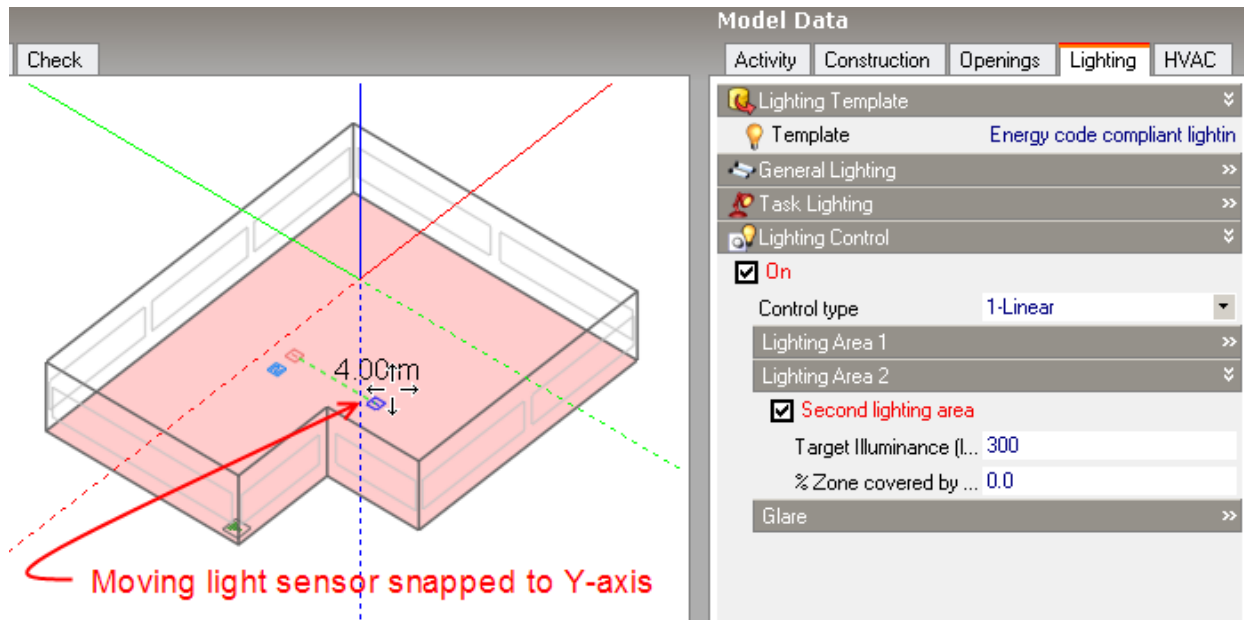 Model Data
Check
Activity Construction Openings Lighting HVAC
Lighting Template
Template Energy code compliant lightin
General Lighting
Task Lighting
Lighting Control
On
Control type 1-Linear
Lighting Area 1
Lighting Area 2
Second lighting area
Target Illuminance (l... 300
% Zone covered by ... 0.0
Glare
4.00m
Moving light sensor snapped to Y-axis